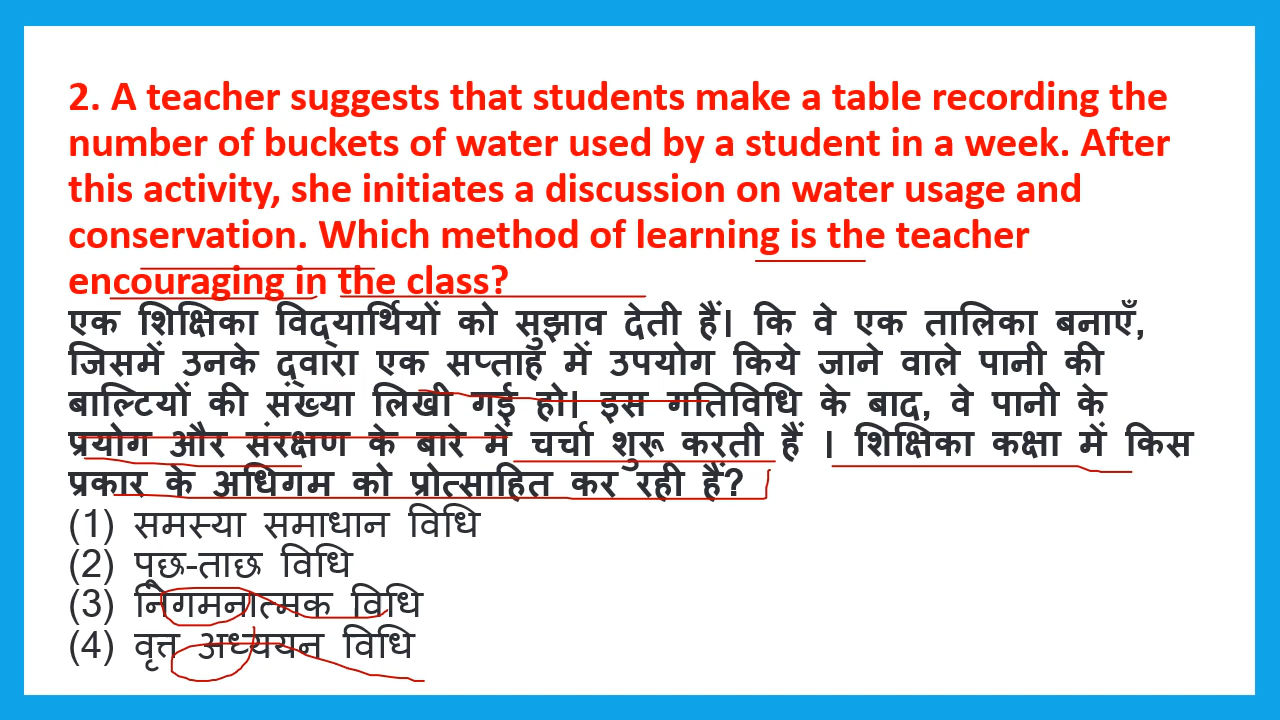 2. A teacher suggests that students make a table recording the
number of buckets of water used by a student in a week. After
this activity, she initiates a discussion on water usage and
conservation. Which method of learning is the teacher
encouraging in the class?
एक शिक्षिका विद्यार्थियों को सुझाव देती हैं। कि वे एक तालिका बनाएँ,
जिसमें उनके द्वारा एक सप्ताह में उपयोग किये जाने वाले पानी की
बाल्टियों की संख्या लिखी गई हो। इस गतिविधि के बाद, वे पानी के
प्रयोग और संरक्षण के बारे में चर्चा शुरू करती हैं । शिक्षिका कक्षा में किस
प्रकार के अधिगम को प्रोत्साहित कर रही हैं?
(1) समस्या समाधान विधि
(2) पूछ-ताछ विधि
(3) निगमनात्मक विधि
(4) वृत्त अध्ययन विधि